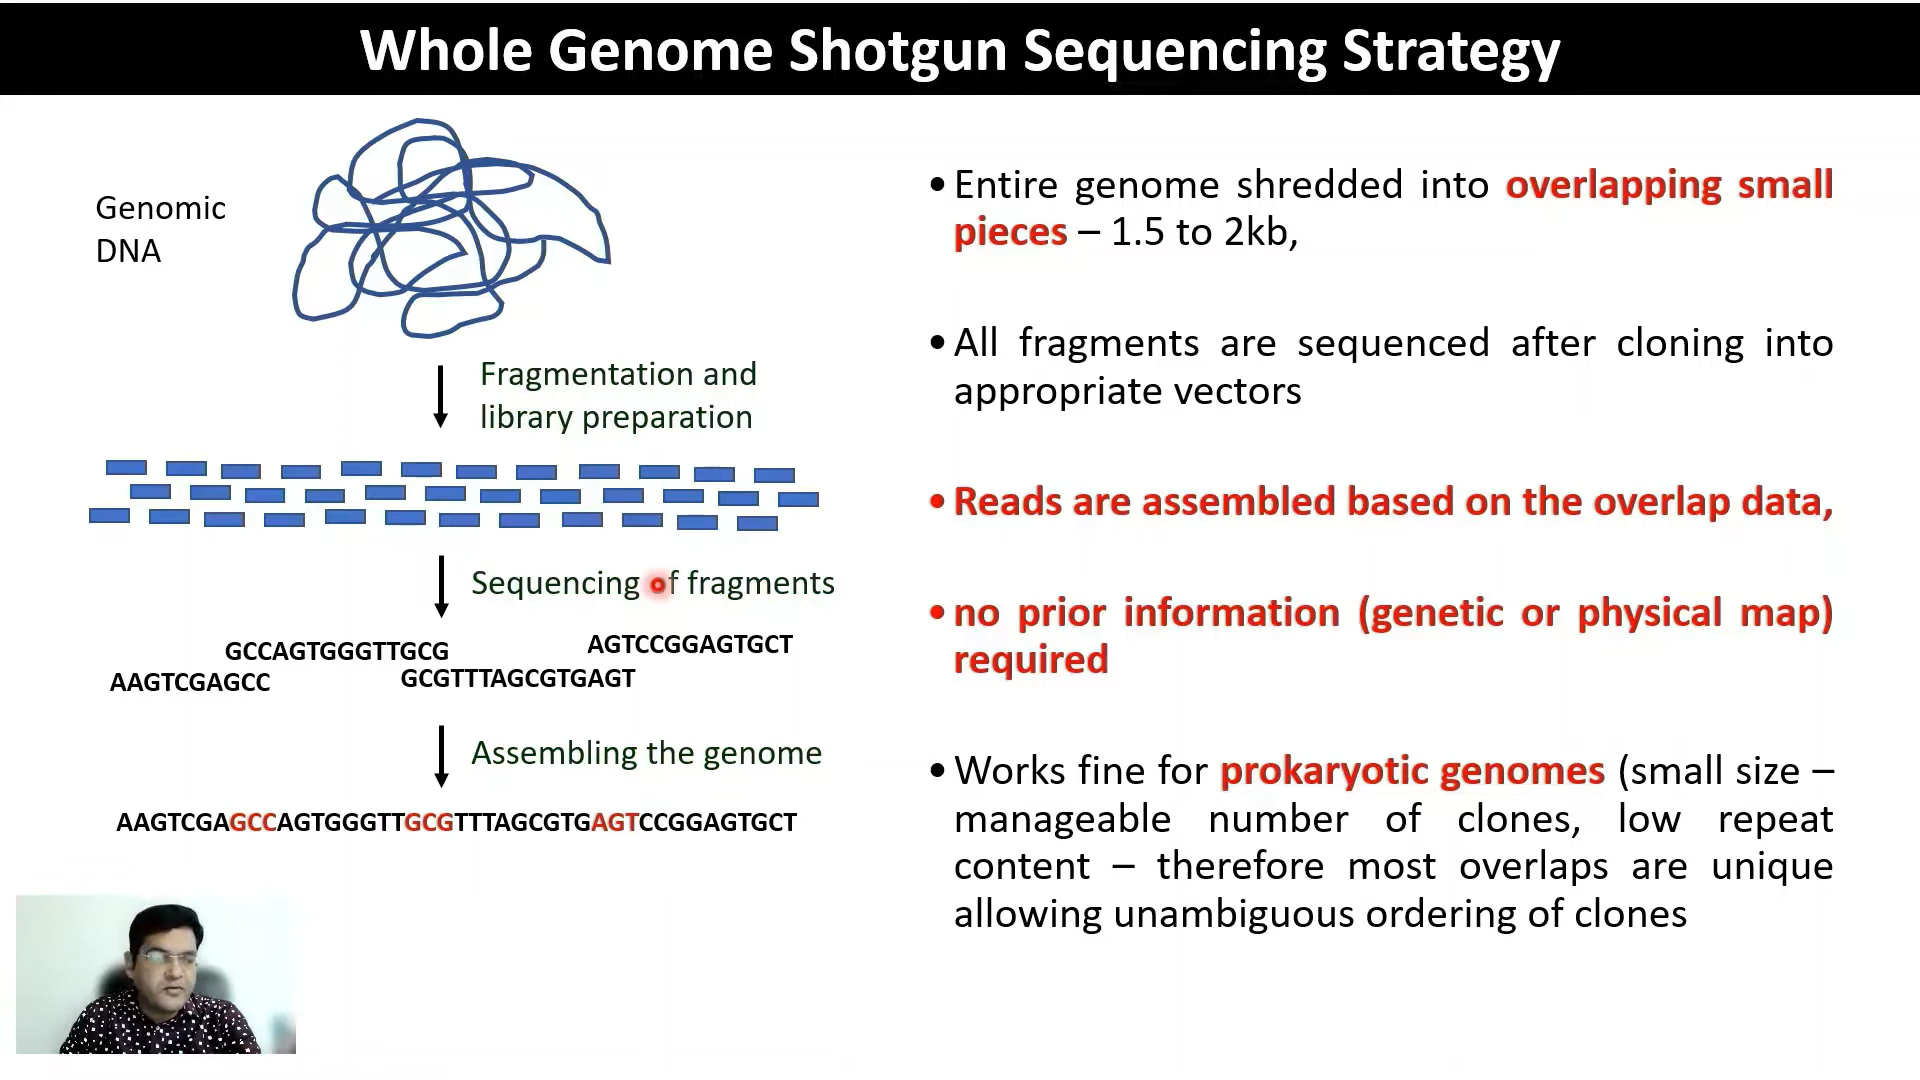 Whole Genome Shotgun Sequencing Strategy
Genomic
DNA
Fragmentation and
library preparation
Sequencing of fragments
GCCAGTGGGTTGCG
AGTCCGGAGTGCT
AAGTCGAGCC
GCGTTTAGCGTGAGT
Assembling the genome
AAGTCGAGCCAGTGGGTTGCGTTTAGCGTGAGTCCGGAGTGCT
• Entire genome shredded into overlapping small
pieces – 1.5 to 2kb,
• All fragments are sequenced after cloning into
appropriate vectors
• Reads are assembled based on the overlap data,
• no prior information (genetic or physical map)
required
• Works fine for prokaryotic genomes (small size –
manageable number of clones, low repeat
content – therefore most overlaps are unique
allowing unambiguous ordering of clones